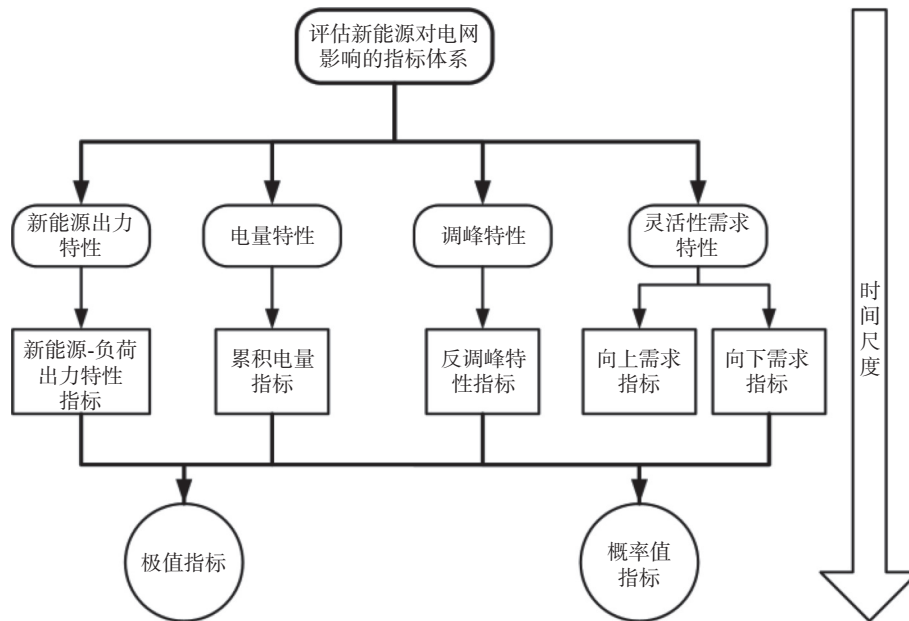 评估新能源对电网
影响的指标体系
新能源出力
特性
电量特性
调峰特性
灵活性需求
特性
新能源-负荷
出力特性
指标
累积电量
指标
反调峰特
性指标
向上需求
指标
向下需求
指标
极值指标
概率值
指标
时间尺度